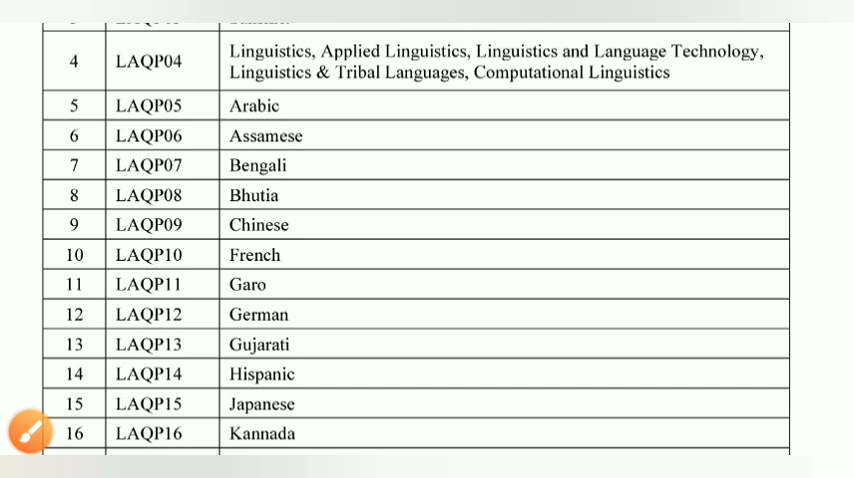 4 LAQP04 Linguistics, Applied Linguistics, Linguistics and Language Technology,
Linguistics & Tribal Languages, Computational Linguistics
5 LAQP05 Arabic
6 LAQP06 Assamese
7 LAQP07 Bengali
8 LAQP08 Bhutia
9 LAQP09 Chinese
10 LAQP10 French
11 LAQP11 Garo
12 LAQP12 German
13 LAQP13 Gujarati
14 LAQP14 Hispanic
15 LAQP15 Japanese
16 LAQP16 Kannada